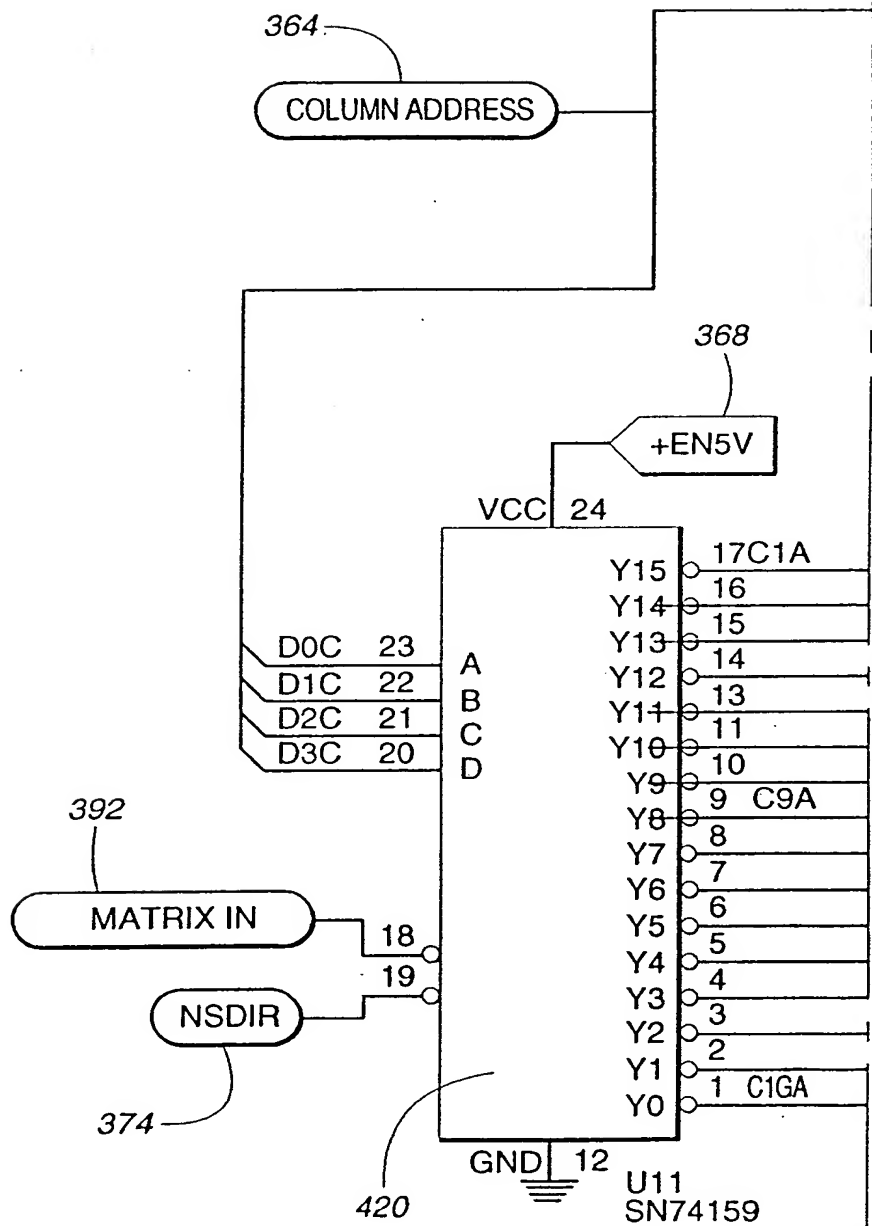 364
COLUMN ADDRESS
368
+EN5V
VCC 24
Y15 17C1A
Y14 16
Y13 15
D0C 23 A Y12 14
D1C 22 B Y11 13
D2C 21 C Y10 11
D3C 20 D Y9 10
392 Y8 9 C9A
Y7 8
MATRIX IN Y6 7
18 Y5 6
Y4 5
19 Y3 4
NSDIR Y2 3
Y1 2
374 Y0 1 C1GA
GND 12
420 U11
SN74159